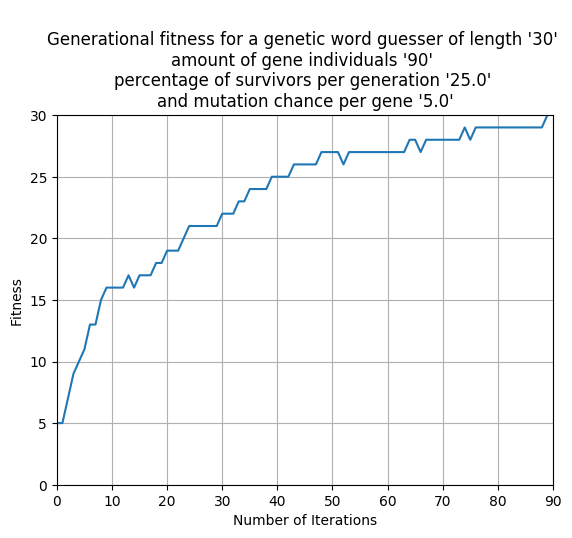 Generational fitness for a genetic word guesser of length '30'
amount of gene individuals '90'
percentage of survivors per generation '25.0'
and mutation chance per gene '5.0'
30
25
20
15
10
5
0
Fitness
0 10 20 30 40 50 60 70 80 90
Number of Iterations